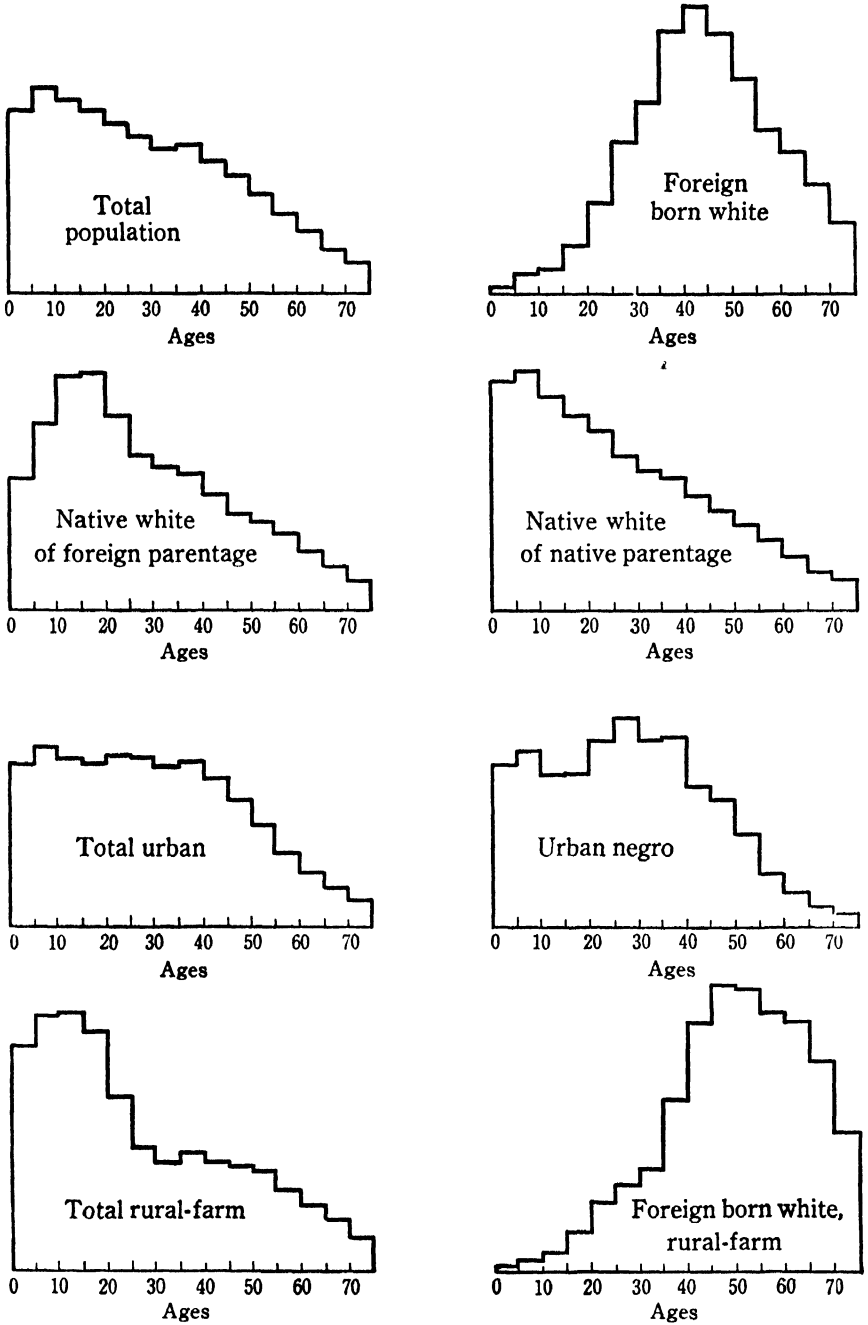 Total
population
0 10 20 30 40 50 60 70
Ages
Foreign
born white
0 10 20 30 40 50 60 70
Ages
Native white
of foreign parentage
0 10 20 30 40 50 60 70
Ages
Native white
of native parentage
0 10 20 30 40 50 60 70
Ages
Total urban
0 10 20 30 40 50 60 70
Ages
Urban negro
0 10 20 30 40 50 60 70
Ages
Total rural-farm
0 10 20 30 40 50 60 70
Ages
Foreign born white,
rural-farm
0 10 20 30 40 50 60 70
Ages